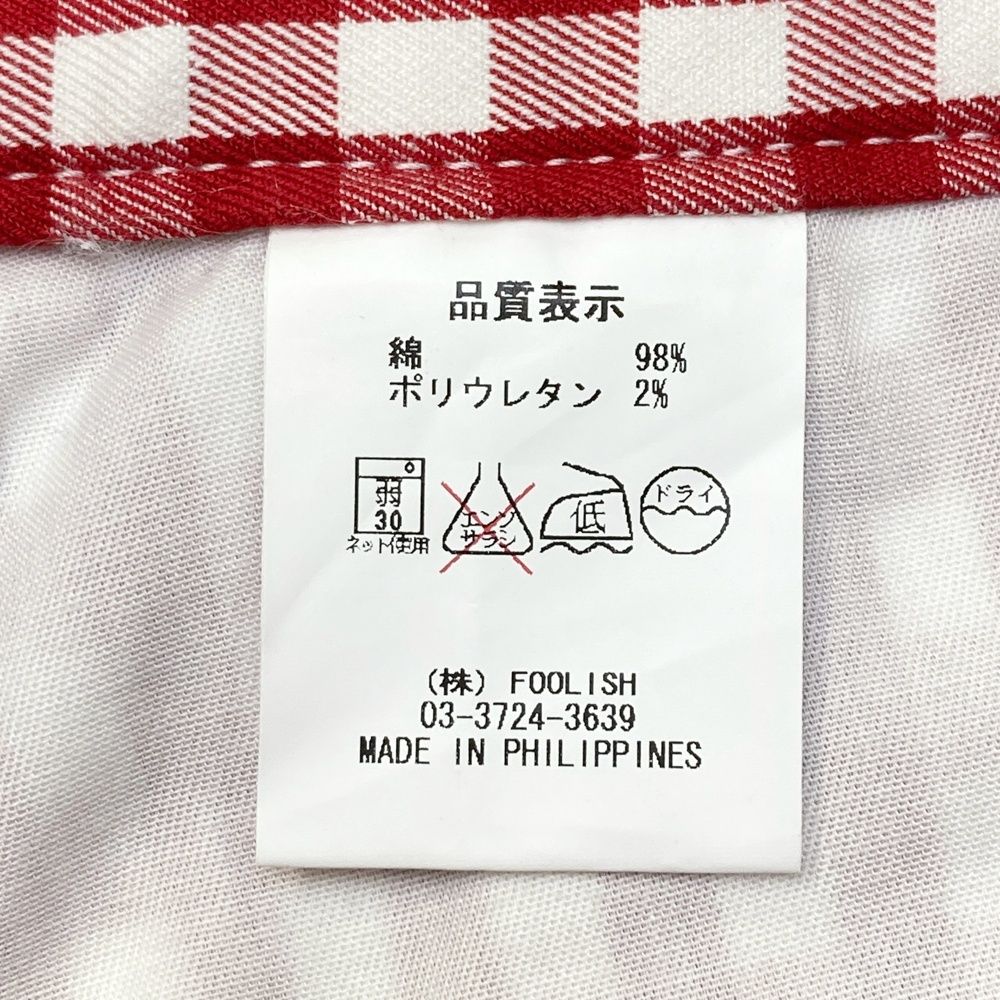 品質表示
綿 98%
ポリウレタン 2%
弱
30
ネット使用
エンソ
サラシ
低
ドライ
(株) FOOLISH
03-3724-3639
MADE IN PHILIPPINES